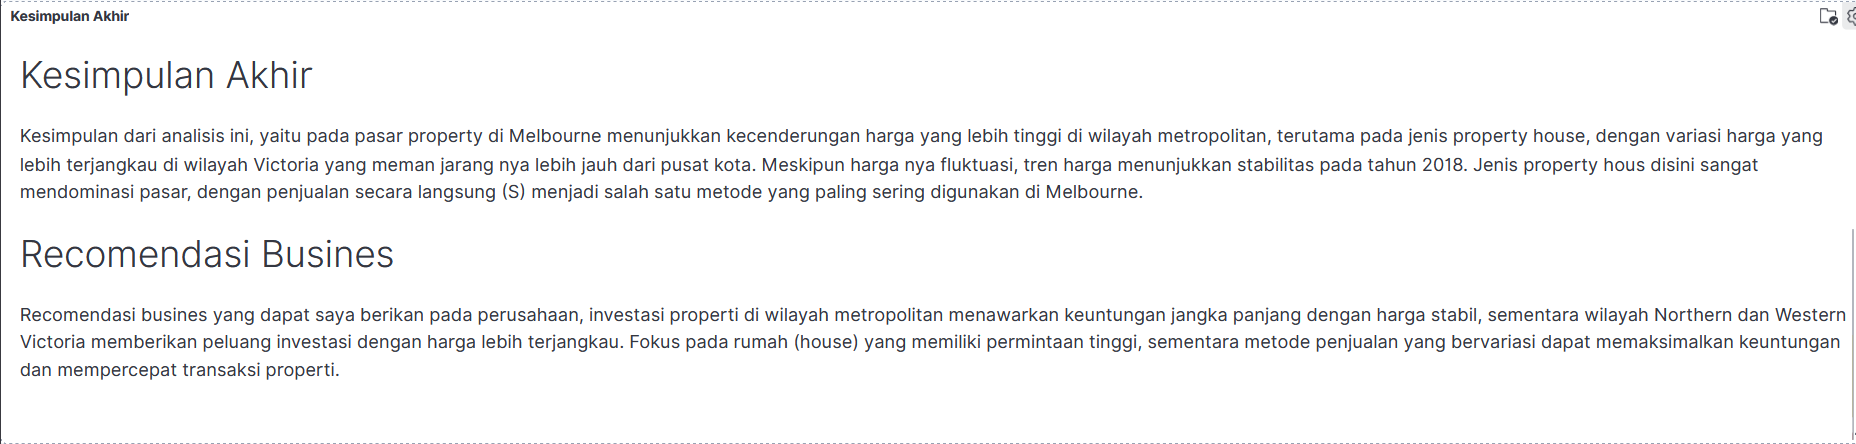 Kesimpulan Akhir
Kesimpulan Akhir
Kesimpulan dari analisis ini, yaitu pada pasar property di Melbourne menunjukkan kecenderungan harga yang lebih tinggi di wilayah metropolitan, terutama pada jenis property house, dengan variasi harga yang
lebih terjangkau di wilayah Victoria yang meman jarang nya lebih jauh dari pusat kota. Meskipun harga nya fluktuasi, tren harga menunjukkan stabilitas pada tahun 2018. Jenis property hous disini sangat
mendominasi pasar, dengan penjualan secara langsung (S) menjadi salah satu metode yang paling sering digunakan di Melbourne.
Recomendasi Busines
Recomendasi busines yang dapat saya berikan pada perusahaan, investasi properti di wilayah metropolitan menawarkan keuntungan jangka panjang dengan harga stabil, sementara wilayah Northern dan Western
Victoria memberikan peluang investasi dengan harga lebih terjangkau. Fokus pada rumah (house) yang memiliki permintaan tinggi, sementara metode penjualan yang bervariasi dapat memaksimalkan keuntungan
dan mempercepat transaksi properti.